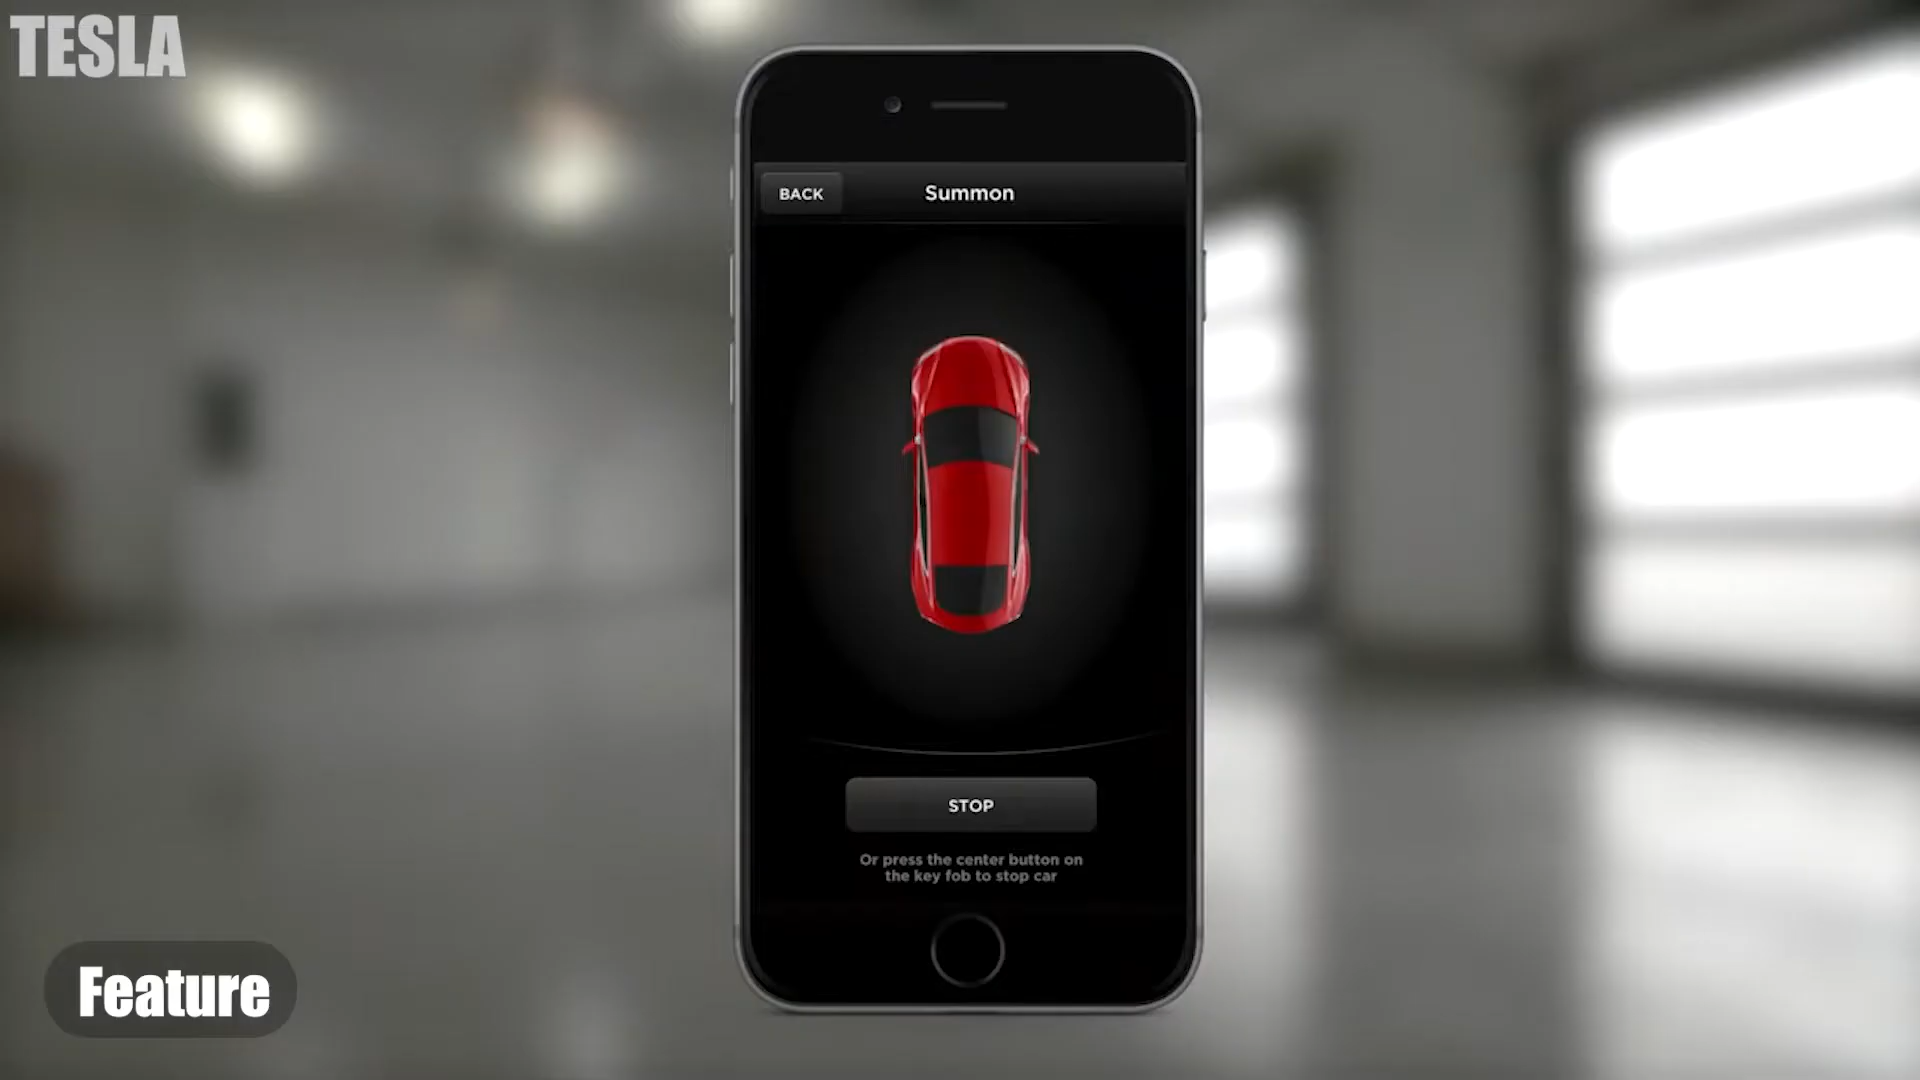 TESLA
BACK
Summon
STOP
Or press the center button on
the key fob to stop car
Feature